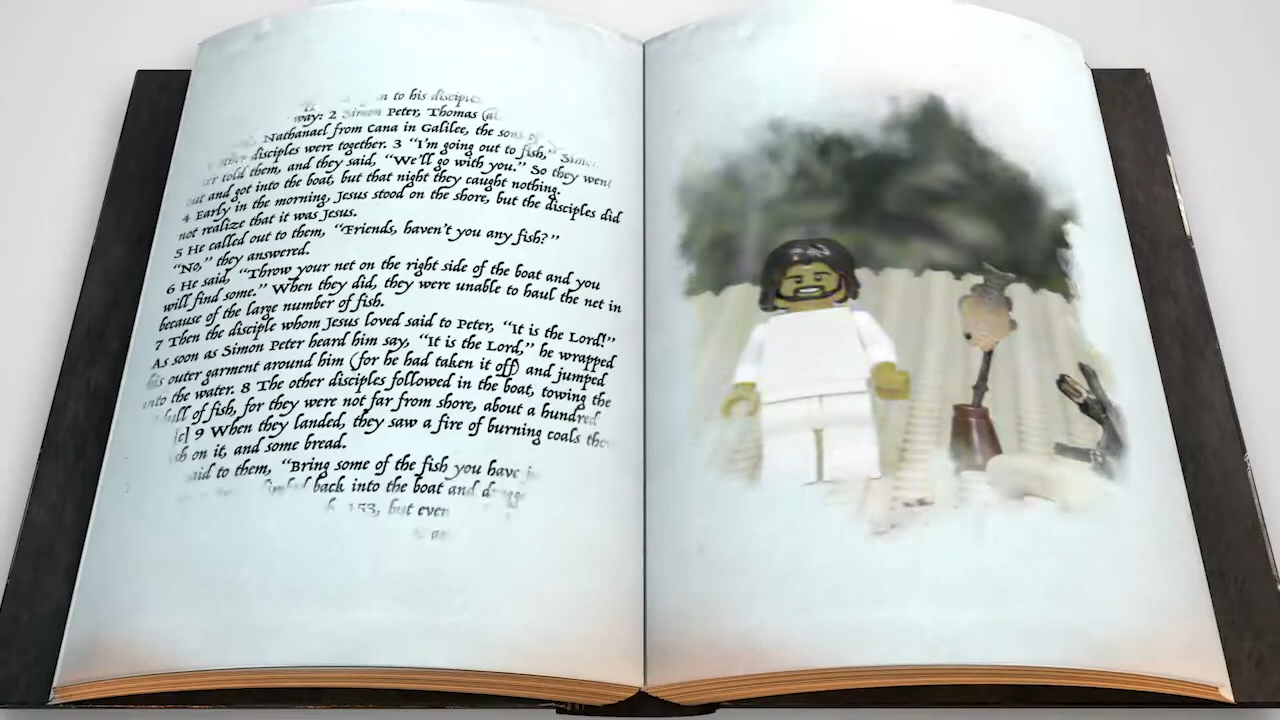 n to his disciples
way: 2 Simon Peter, Thomas (al
Nathanael from Cana in Galilee, the sons of
disciples were together. 3 “I’m going out to fish,” Simon
told them, and they said, “We’ll go with you.” So they went
out and got into the boat, but that night they caught nothing.
4 Early in the morning, Jesus stood on the shore, but the disciples did
not realize that it was Jesus.
5 He called out to them, “Friends, haven’t you any fish?”
“No,” they answered.
6 He said, “Throw your net on the right side of the boat and you
will find some.” When they did, they were unable to haul the net in
because of the large number of fish.
7 Then the disciple whom Jesus loved said to Peter, “It is the Lord!”
As soon as Simon Peter heard him say, “It is the Lord,” he wrapped
his outer garment around him (for he had taken it off) and jumped
into the water. 8 The other disciples followed in the boat, towing the
full of fish, for they were not far from shore, about a hundred
[c] 9 When they landed, they saw a fire of burning coals the
sh on it, and some bread.
aid to them, “Bring some of the fish you have j
back into the boat and dragge
153, but even